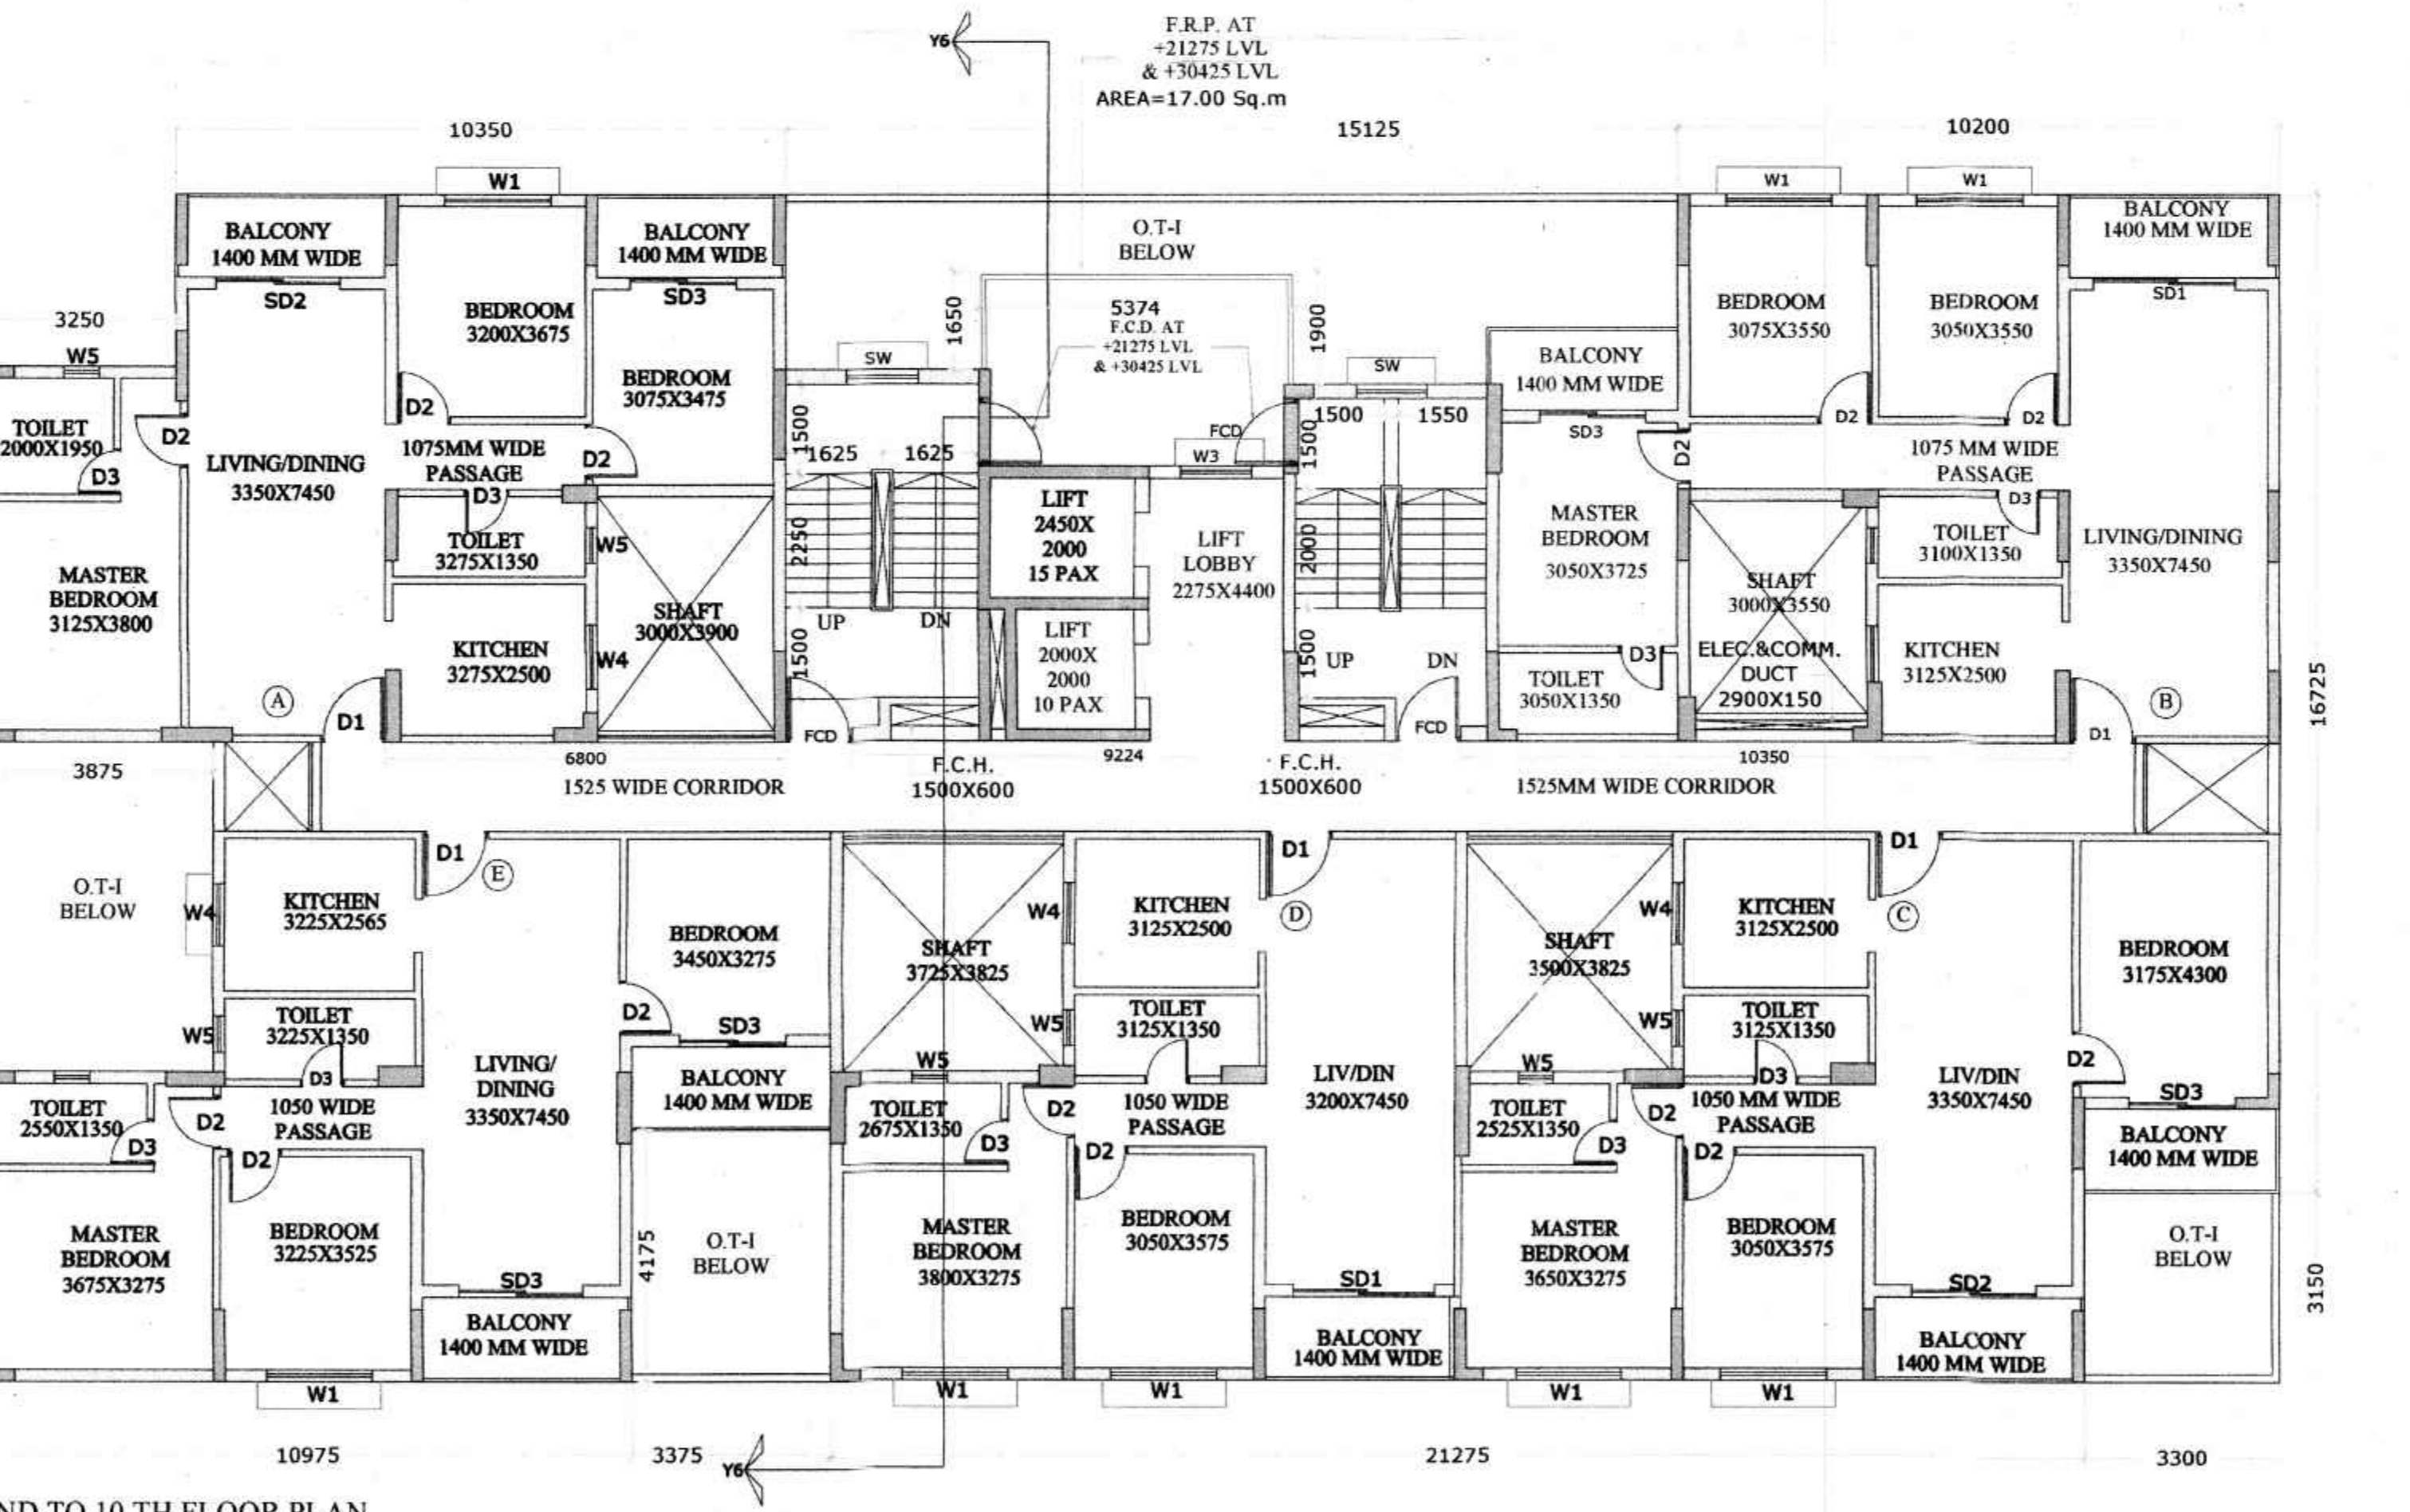 F.R.P. AT
+21275 LVL
& +30425 LVL
AREA=17.00 Sq.m
Y6
10350
15125
10200
W1
W1
W1
BALCONY
1400 MM WIDE
BALCONY
1400 MM WIDE
O.T-I
BELOW
BALCONY
1400 MM WIDE
SD2
SD3
SD1
3250
W5
BEDROOM
3200X3675
1650
5374
F.C.D. AT
+21275 LVL
& +30425 LVL
1900
BEDROOM
3075X3550
BEDROOM
3050X3550
SW
SW
BALCONY
1400 MM WIDE
BEDROOM
3075X3475
TOILET
2000X1950
D2
D3
D2
LIVING/DINING
3350X7450
1075MM WIDE
PASSAGE
D2
1500
1625
1625
FCD
W3
1500
1500
1550
SD3
D2
D2
D2
1075 MM WIDE
PASSAGE
D3
TOILET
3275X1350
W5
D3
TOILET
3100X1350
LIVING/DINING
3350X7450
LIFT
2450X
2000
15 PAX
LIFT
LOBBY
2275X4400
MASTER
BEDROOM
3050X3725
MASTER
BEDROOM
3125X3800
2250
2000
SHAFT
3000X3900
SHAFT
3000X3550
ELEC.&COMM.
DUCT
2900X150
KITCHEN
3275X2500
W4
1500
UP
DN
LIFT
2000X
2000
10 PAX
1500
UP
DN
D3
TOILET
3050X1350
KITCHEN
3125X2500
16725
A
D1
FCD
FCD
B
D1
3875
6800
1525 WIDE CORRIDOR
F.C.H.
1500X600
9224
F.C.H.
1500X600
10350
1525MM WIDE CORRIDOR
O.T-I
BELOW
W4
KITCHEN
3225X2565
D1
E
BEDROOM
3450X3275
SHAFT
3725X3825
W4
KITCHEN
3125X2500
D1
D
SHAFT
3500X3825
W4
KITCHEN
3125X2500
D1
C
BEDROOM
3175X4300
W5
TOILET
3225X1350
D3
D2
SD3
W5
W5
TOILET
3125X1350
W5
W5
TOILET
3125X1350
D3
D2
SD3
LIVING/
DINING
3350X7450
BALCONY
1400 MM WIDE
LIV/DIN
3200X7450
LIV/DIN
3350X7450
BALCONY
1400 MM WIDE
TOILET
2550X1350
D3
D2
1050 WIDE
PASSAGE
D2
TOILET
2675X1350
D3
D2
1050 WIDE
PASSAGE
D2
TOILET
2525X1350
D3
D2
1050 MM WIDE
PASSAGE
D2
MASTER
BEDROOM
3675X3275
BEDROOM
3225X3525
SD3
BALCONY
1400 MM WIDE
4175
O.T-I
BELOW
MASTER
BEDROOM
3800X3275
BEDROOM
3050X3575
SD1
BALCONY
1400 MM WIDE
MASTER
BEDROOM
3650X3275
BEDROOM
3050X3575
SD2
BALCONY
1400 MM WIDE
O.T-I
BELOW
3150
W1
W1
W1
W1
W1
10975
3375
Y6
21275
3300
ND TO 10 TH FLOOR PLAN